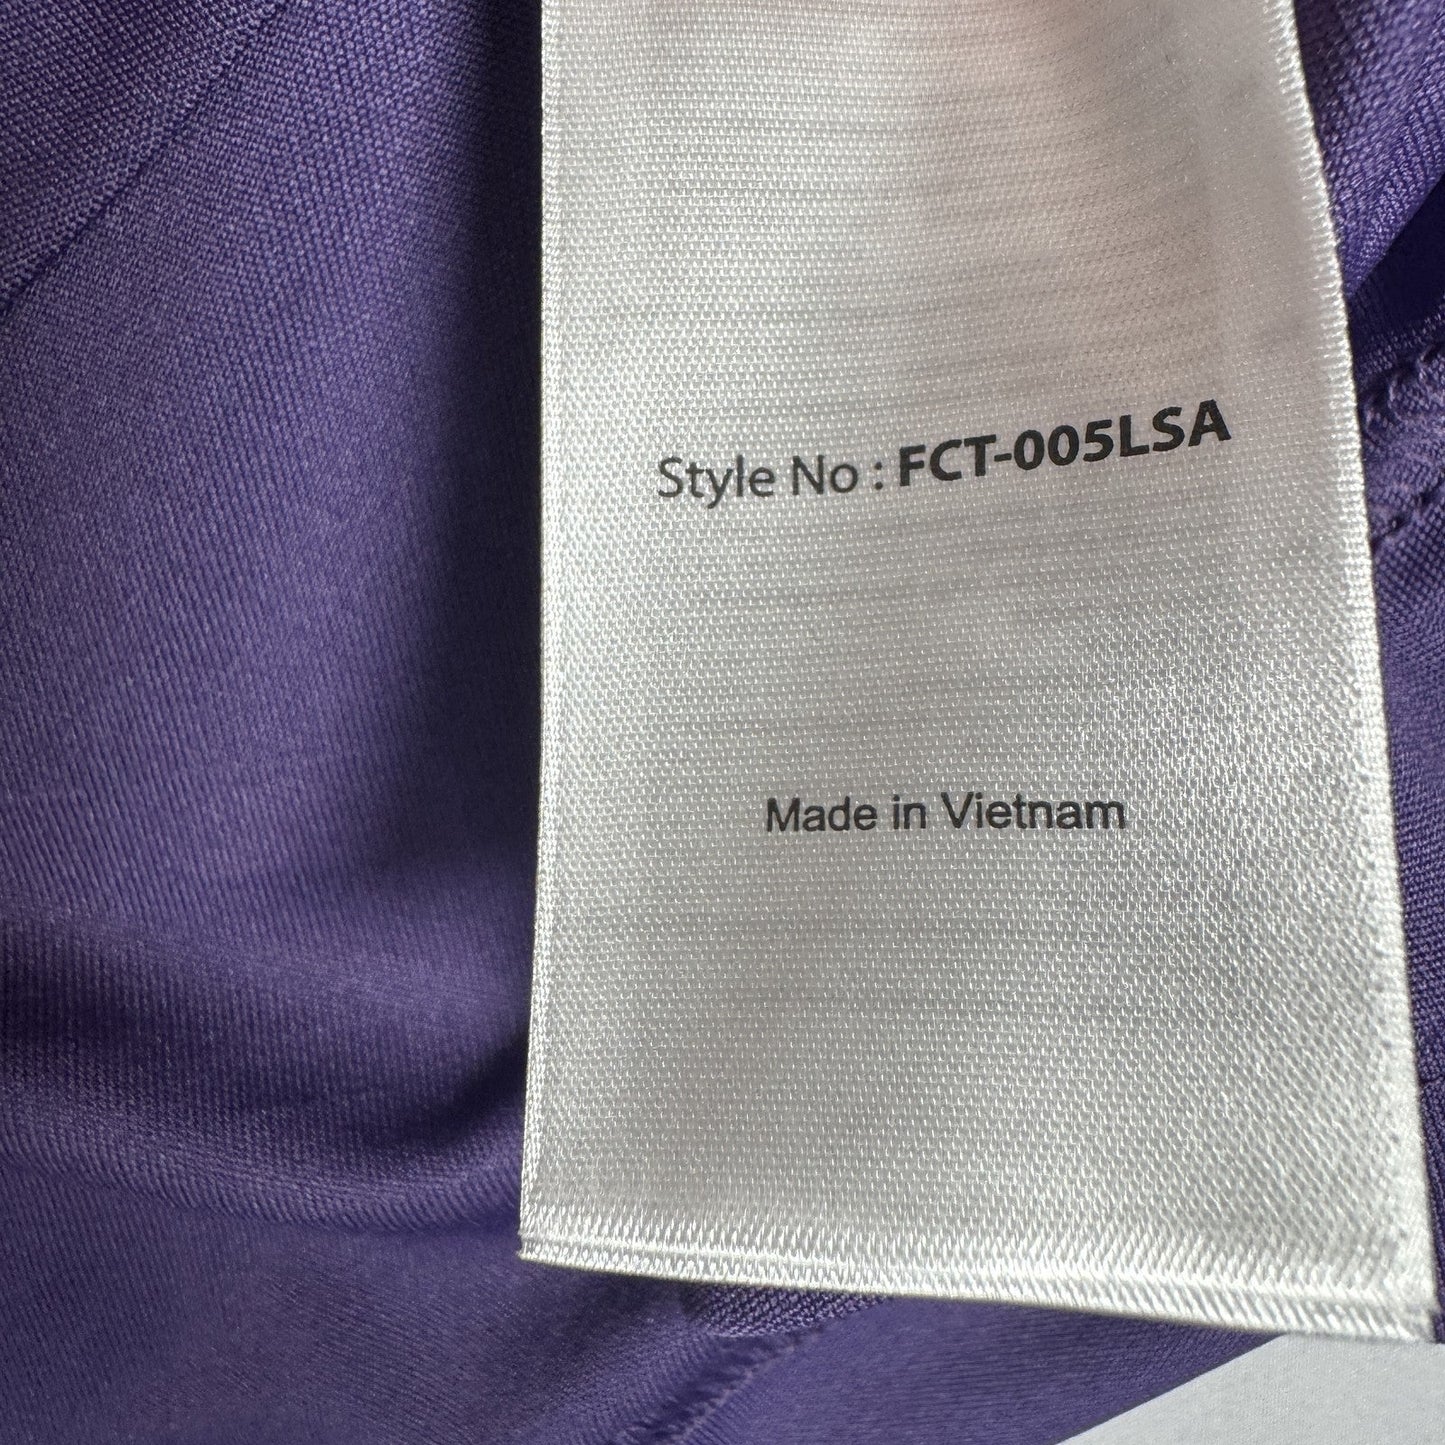 Style No : FCT-005LSA
Made in Vietnam